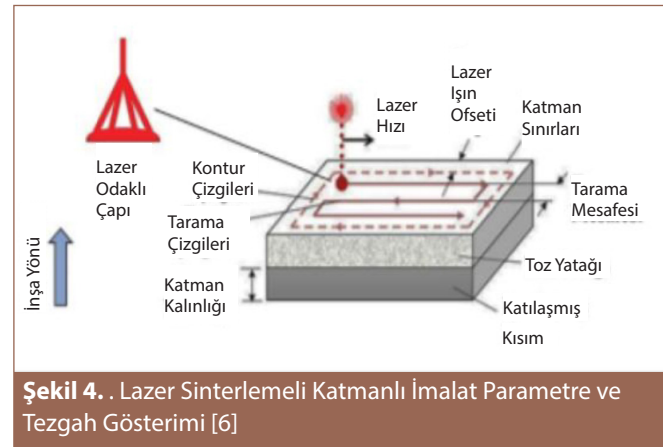 Lazer
Işın
Ofseti
Lazer
Hızı
Katman
Sınırları
Lazer
Odaklı
Çapı
Kontur
Çizgileri
Tarama
Çizgileri
Tarama
Mesafesi
İnşa Yönü
Katman
Kalınlığı
Toz Yatağı
Katılaşmış
Kısım
Şekil 4. . Lazer Sinterlemeli Katmanlı İmalat Parametre ve
Tezgah Gösterimi [6]